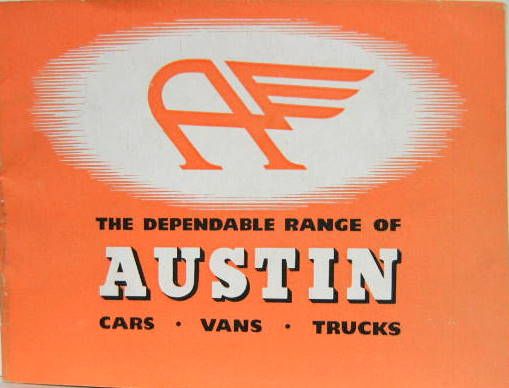 THE DEPENDABLE RANGE OF
AUSTIN
CARS · VANS · TRUCKS